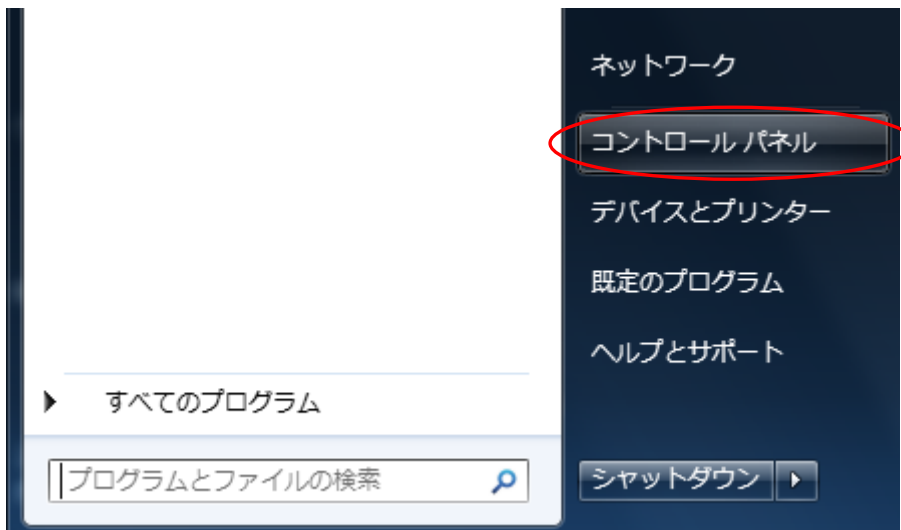 ネットワーク
コントロール パネル
デバイスとプリンター
既定のプログラム
ヘルプとサポート
すべてのプログラム
プログラムとファイルの検索
シャットダウン